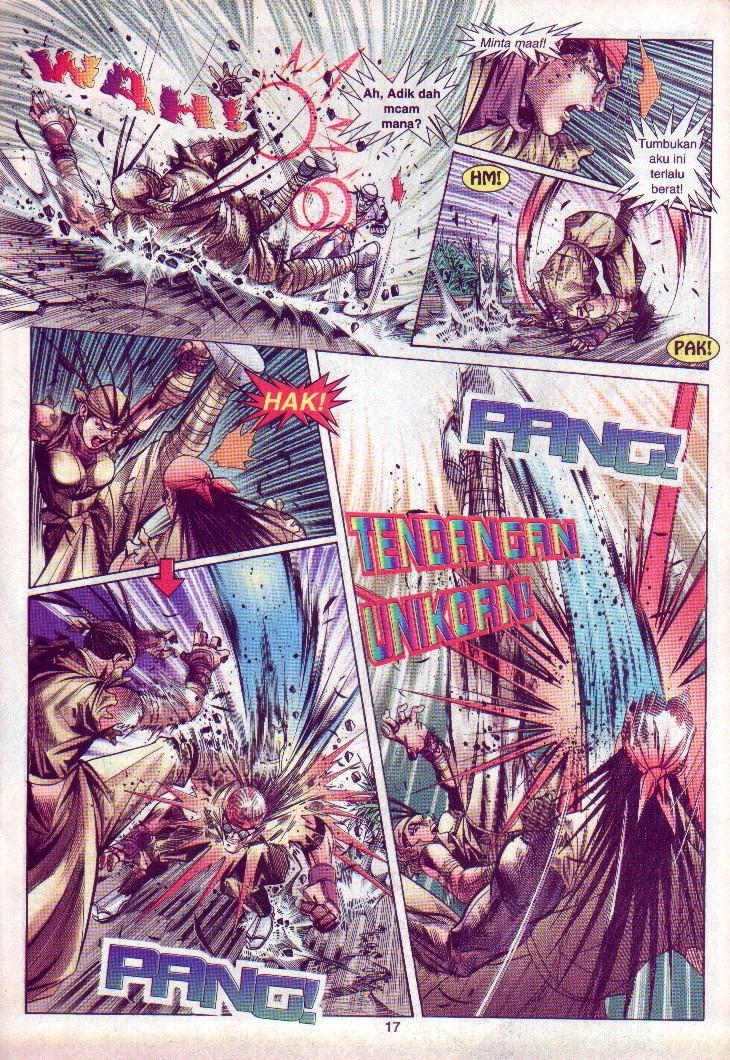 WAH!
Ah, Adik dah
mcam
mana?
Minta maaf!
Tumbukan
aku ini
terlalu
berat!
HM!
PAK!
HAK!
PANG!
TENDANGAN
UNIKORN!
PANG!
17